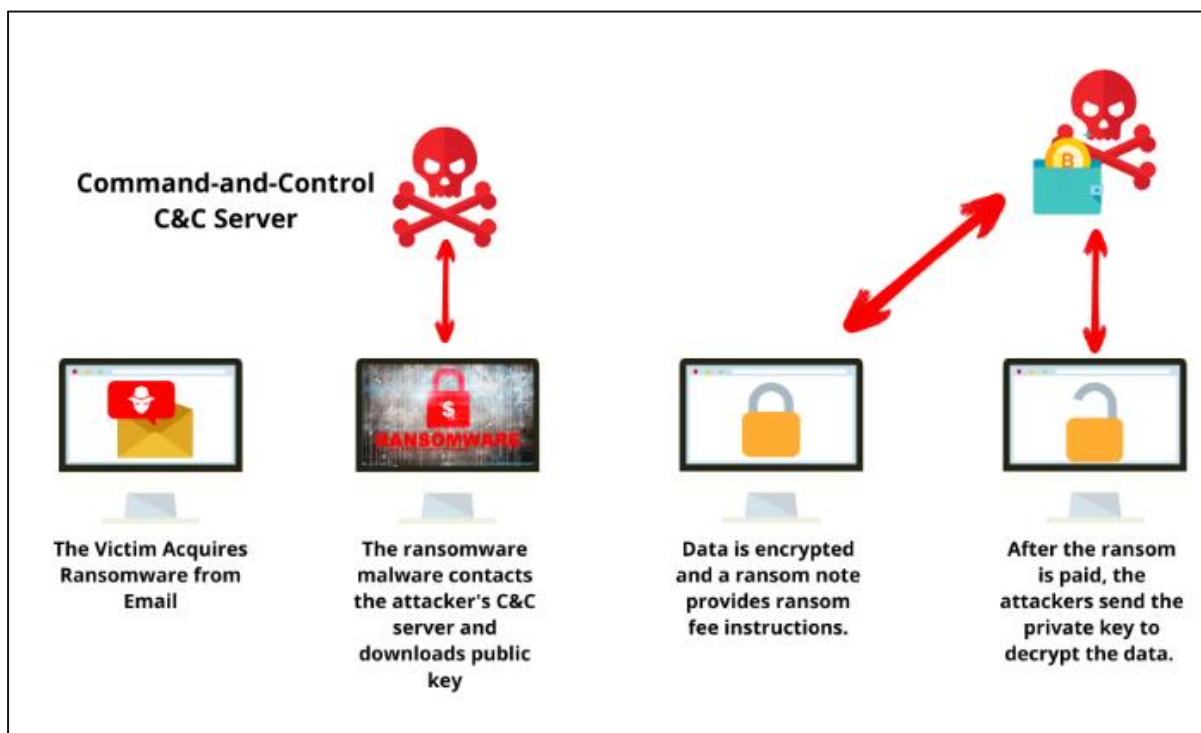 Command-and-Control
C&C Server
$
RANSOMWARE
B
The Victim Acquires
Ransomware from
Email
The ransomware
malware contacts
the attacker's C&C
server and
downloads public
key
Data is encrypted
and a ransom note
provides ransom
fee instructions.
After the ransom
is paid, the
attackers send the
private key to
decrypt the data.